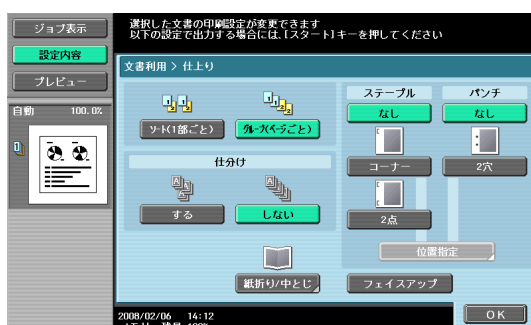 ジョブ表示
設定内容
プレビュー
自動 100.0%
選択した文書の印刷設定が変更できます
以下の設定で出力する場合には、[スタート]キーを押してください
文書利用 > 仕上り
ソート(1部ごと)
グループ(ページごと)
仕分け
する
しない
紙折り/中とじ
ステープル
なし
コーナー
2点
パンチ
なし
2穴
位置指定
フェイスアップ
2008/02/06 14:12
OK